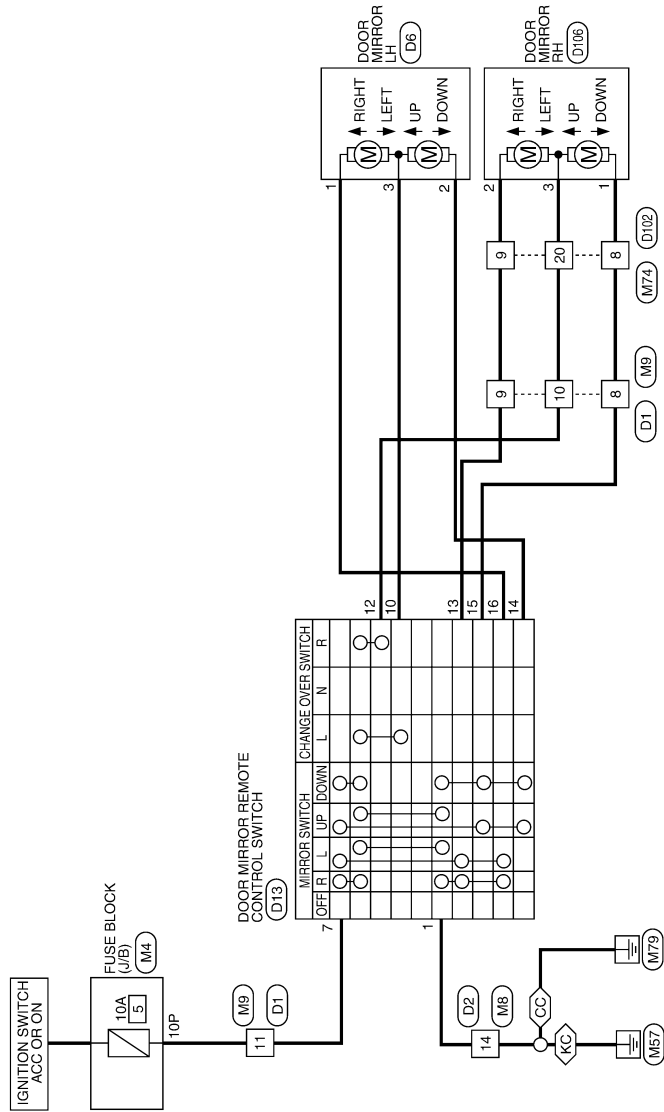 IGNITION SWITCH
ACC OR ON
FUSE BLOCK
(J/B)
M4
10A
5
10P
M9
11
D1
DOOR MIRROR REMOTE
CONTROL SWITCH
D13
7
1
D2
14
M8
CC
KC
M57
M79
MIRROR SWITCH
CHANGE OVER SWITCH
OFF R L UP DOWN L N R
12
10
13
15
16
14
D1
M9
9
10
8
M74
D102
9
20
8
DOOR
MIRROR
LH
D6
1
3
2
RIGHT
LEFT
UP
DOWN
M
M
DOOR
MIRROR
RH
D106
2
3
1
RIGHT
LEFT
UP
DOWN
M
M